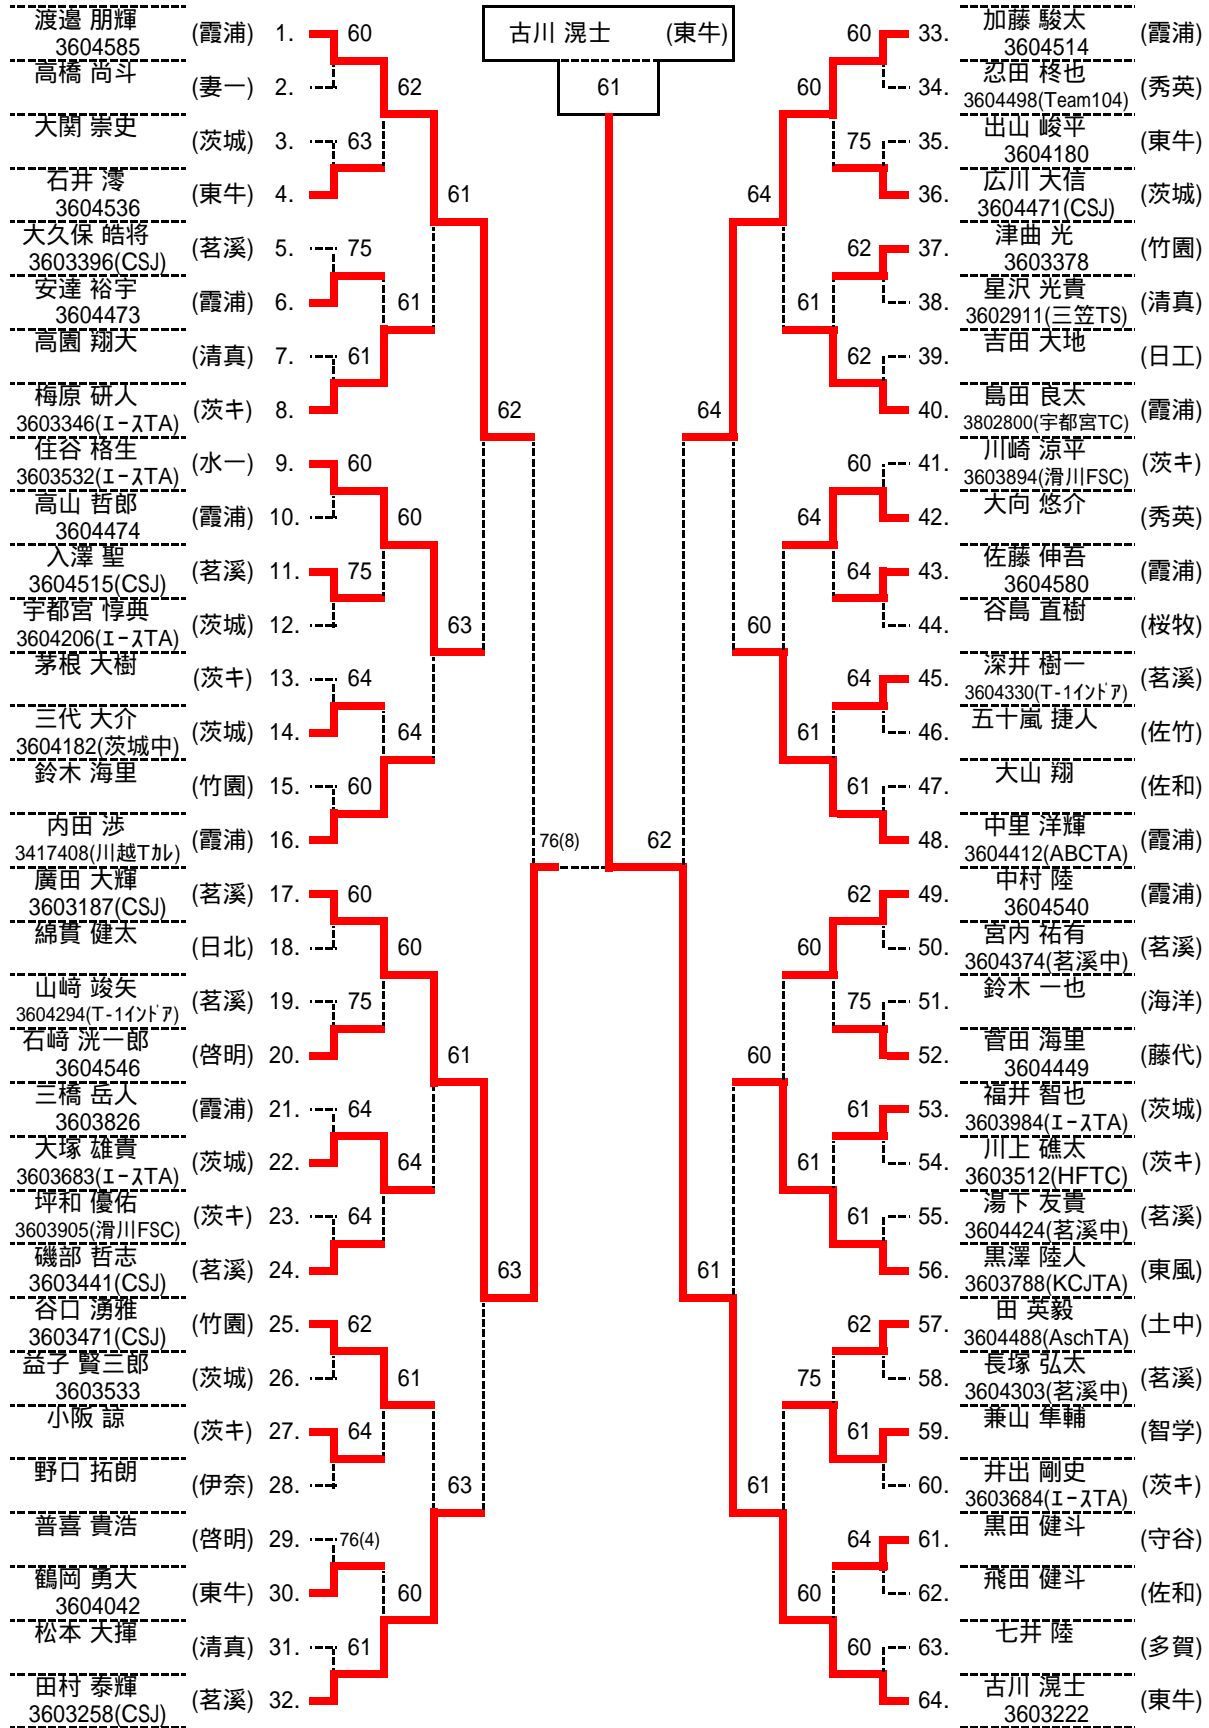 古川 滉士 (東牛)
61
渡邉 朋輝
3604585
(霞浦) 1.
60
高橋 尚斗
(妻一) 2.
62
大関 崇史
(茨城) 3.
63
石井 澪
3604536
(東牛) 4.
61
大久保 皓将
3603396(CSJ)
(茗溪) 5.
75
安達 裕宇
3604473
(霞浦) 6.
61
高園 翔大
(清真) 7.
61
梅原 研人
3603346(ｴｰｽTA)
(茨キ) 8.
62
住谷 格生
3603532(ｴｰｽTA)
(水一) 9.
60
高山 哲郎
3604474
(霞浦) 10.
60
入澤 聖
3604515(CSJ)
(茗溪) 11.
75
宇都宮 惇典
3604206(ｴｰｽTA)
(茨城) 12.
63
茅根 大樹
(茨キ) 13.
64
三代 大介
3604182(茨城中)
(茨城) 14.
64
鈴木 海里
(竹園) 15.
60
内田 渉
3417408(川越Tｶﾚ)
(霞浦) 16.
76(8)
廣田 大輝
3603187(CSJ)
(茗溪) 17.
60
綿貫 健太
(日北) 18.
60
山﨑 竣矢
3604294(T-1ｲﾝﾄﾞｱ)
(茗溪) 19.
75
石﨑 洸一郎
3604546
(啓明) 20.
61
三橋 岳人
3603826
(霞浦) 21.
64
大塚 雄貴
3603683(ｴｰｽTA)
(茨城) 22.
64
坪和 優佑
3603905(滑川FSC)
(茨キ) 23.
64
磯部 哲志
3603441(CSJ)
(茗溪) 24.
63
谷口 湧雅
3603471(CSJ)
(竹園) 25.
62
益子 賢三郎
3603533
(茨城) 26.
61
小阪 諒
(茨キ) 27.
64
野口 拓朗
(伊奈) 28.
63
普喜 貴浩
(啓明) 29.
76(4)
鶴岡 勇大
3604042
(東牛) 30.
60
松本 大揮
(清真) 31.
61
田村 泰輝
3603258(CSJ)
(茗溪) 32.
60
33.
加藤 駿太
3604514
(霞浦)
60
34.
忍田 柊也
3604498(Team104)
(秀英)
75
35.
出山 峻平
3604180
(東牛)
64
36.
広川 大信
3604471(CSJ)
(茨城)
62
37.
津曲 光
3603378
(竹園)
61
38.
星沢 光貴
3602911(三笠TS)
(清真)
62
39.
吉田 大地
(日工)
64
40.
島田 良太
3802800(宇都宮TC)
(霞浦)
60
41.
川崎 涼平
3603894(滑川FSC)
(茨キ)
64
42.
大向 悠介
(秀英)
64
43.
佐藤 伸吾
3604580
(霞浦)
60
44.
谷島 直樹
(桜牧)
64
45.
深井 樹一
3604330(T-1ｲﾝﾄﾞｱ)
(茗溪)
61
46.
五十嵐 捷人
(佐竹)
61
47.
大山 翔
(佐和)
62
48.
中里 洋輝
3604412(ABCTA)
(霞浦)
62
49.
中村 陸
3604540
(霞浦)
60
50.
宮内 祐有
3604374(茗溪中)
(茗溪)
75
51.
鈴木 一也
(海洋)
60
52.
菅田 海里
3604449
(藤代)
61
53.
福井 智也
3603984(ｴｰｽTA)
(茨城)
61
54.
川上 礁太
3603512(HFTC)
(茨キ)
61
55.
湯下 友貴
3604424(茗溪中)
(茗溪)
61
56.
黒澤 陸人
3603788(KCJTA)
(東風)
62
57.
田 英毅
3604488(AschTA)
(土中)
75
58.
長塚 弘太
3604303(茗溪中)
(茗溪)
61
59.
兼山 隼輔
(智学)
61
60.
井出 剛史
3603684(ｴｰｽTA)
(茨キ)
64
61.
黒田 健斗
(守谷)
60
62.
飛田 健斗
(佐和)
60
63.
七井 陸
(多賀)
64.
古川 滉士
3603222
(東牛)